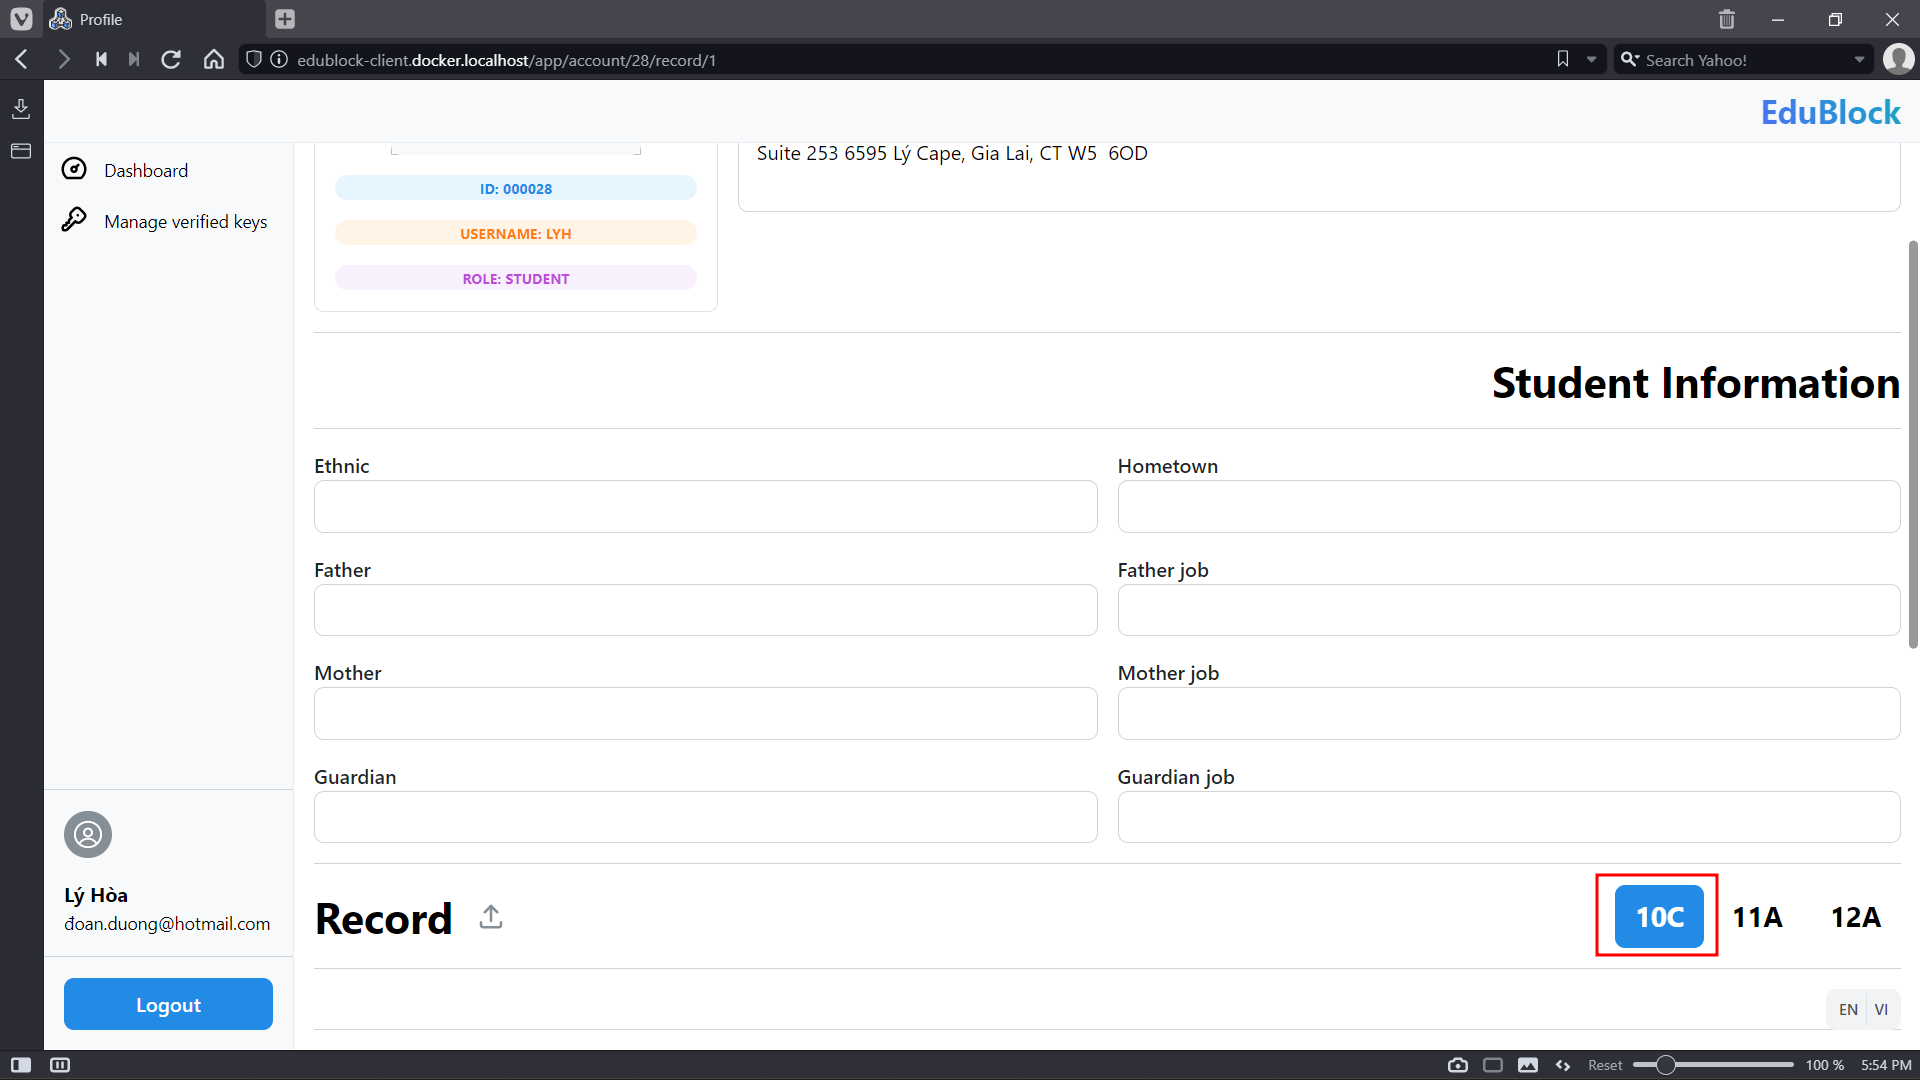 Profile
edublock-client.docker.localhost/app/account/28/record/1
Search Yahoo!
EduBlock
Dashboard
Manage verified keys
Suite 253 6595 Lý Cape, Gia Lai, CT W5  6OD
ID: 000028
USERNAME: LYH
ROLE: STUDENT
Student Information
Ethnic
Hometown
Father
Father job
Mother
Mother job
Guardian
Guardian job
Record
10C
11A
12A
Lý Hòa
đoan.duong@hotmail.com
Logout
EN
VI
Reset
100 %
5:54 PM